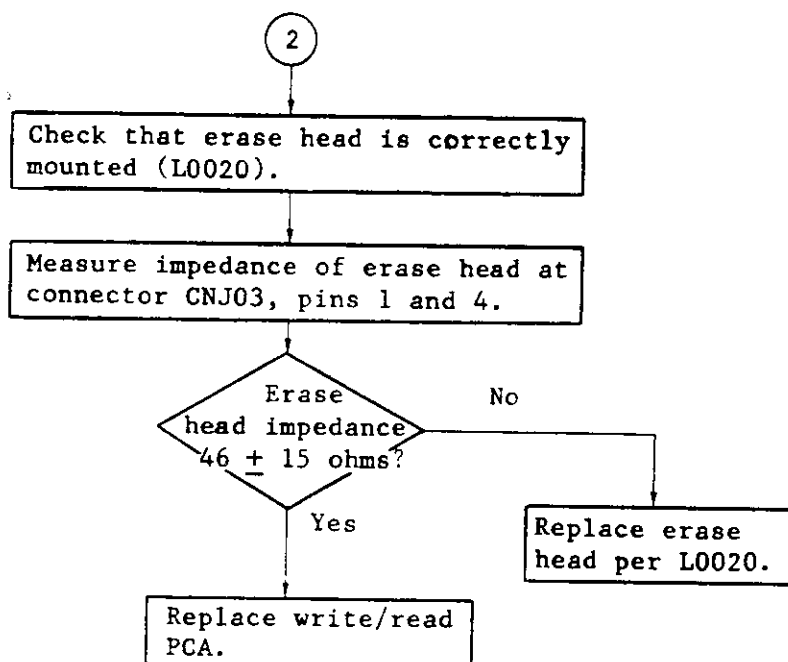 2
Check that erase head is correctly
mounted (L0020).
Measure impedance of erase head at
connector CNJ03, pins 1 and 4.
Erase
head impedance
46 ± 15 ohms?
No
Yes
Replace erase
head per L0020.
Replace write/read
PCA.